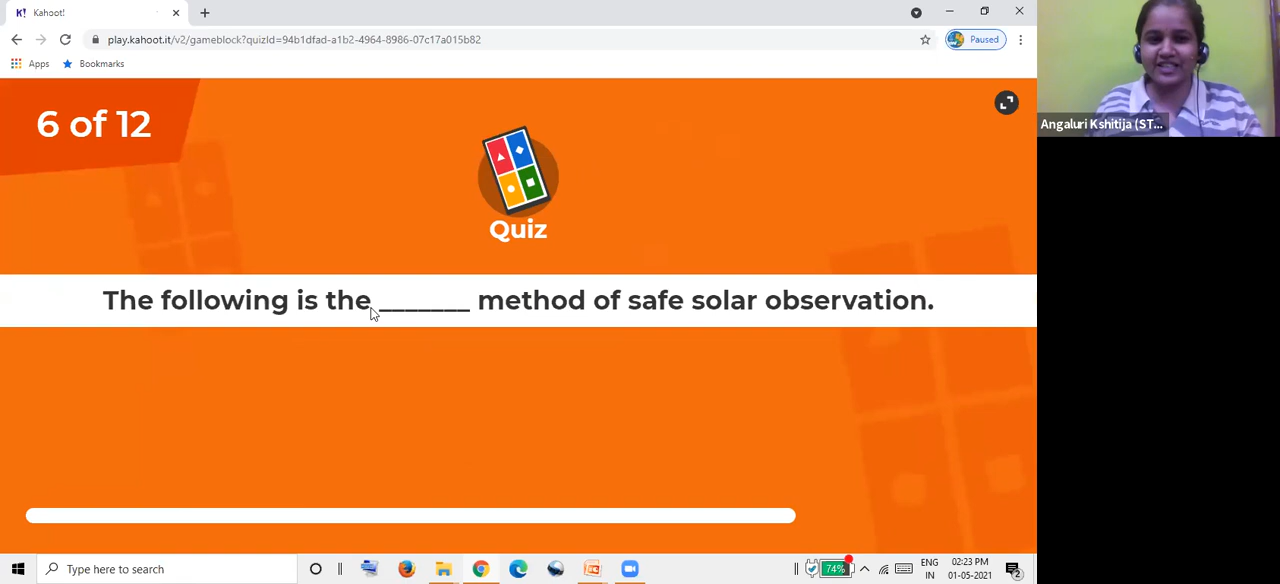 K! Kahoot!
play.kahoot.it/v2/gameblock?quizId=94b1dfad-a1b2-4964-8986-07c17a015b82
Paused
Apps
Bookmarks
6 of 12
Quiz
The following is the _______ method of safe solar observation.
Angaluri Kshitija (ST...
Type here to search
74%
ENG
IN
02:23 PM
01-05-2021
2